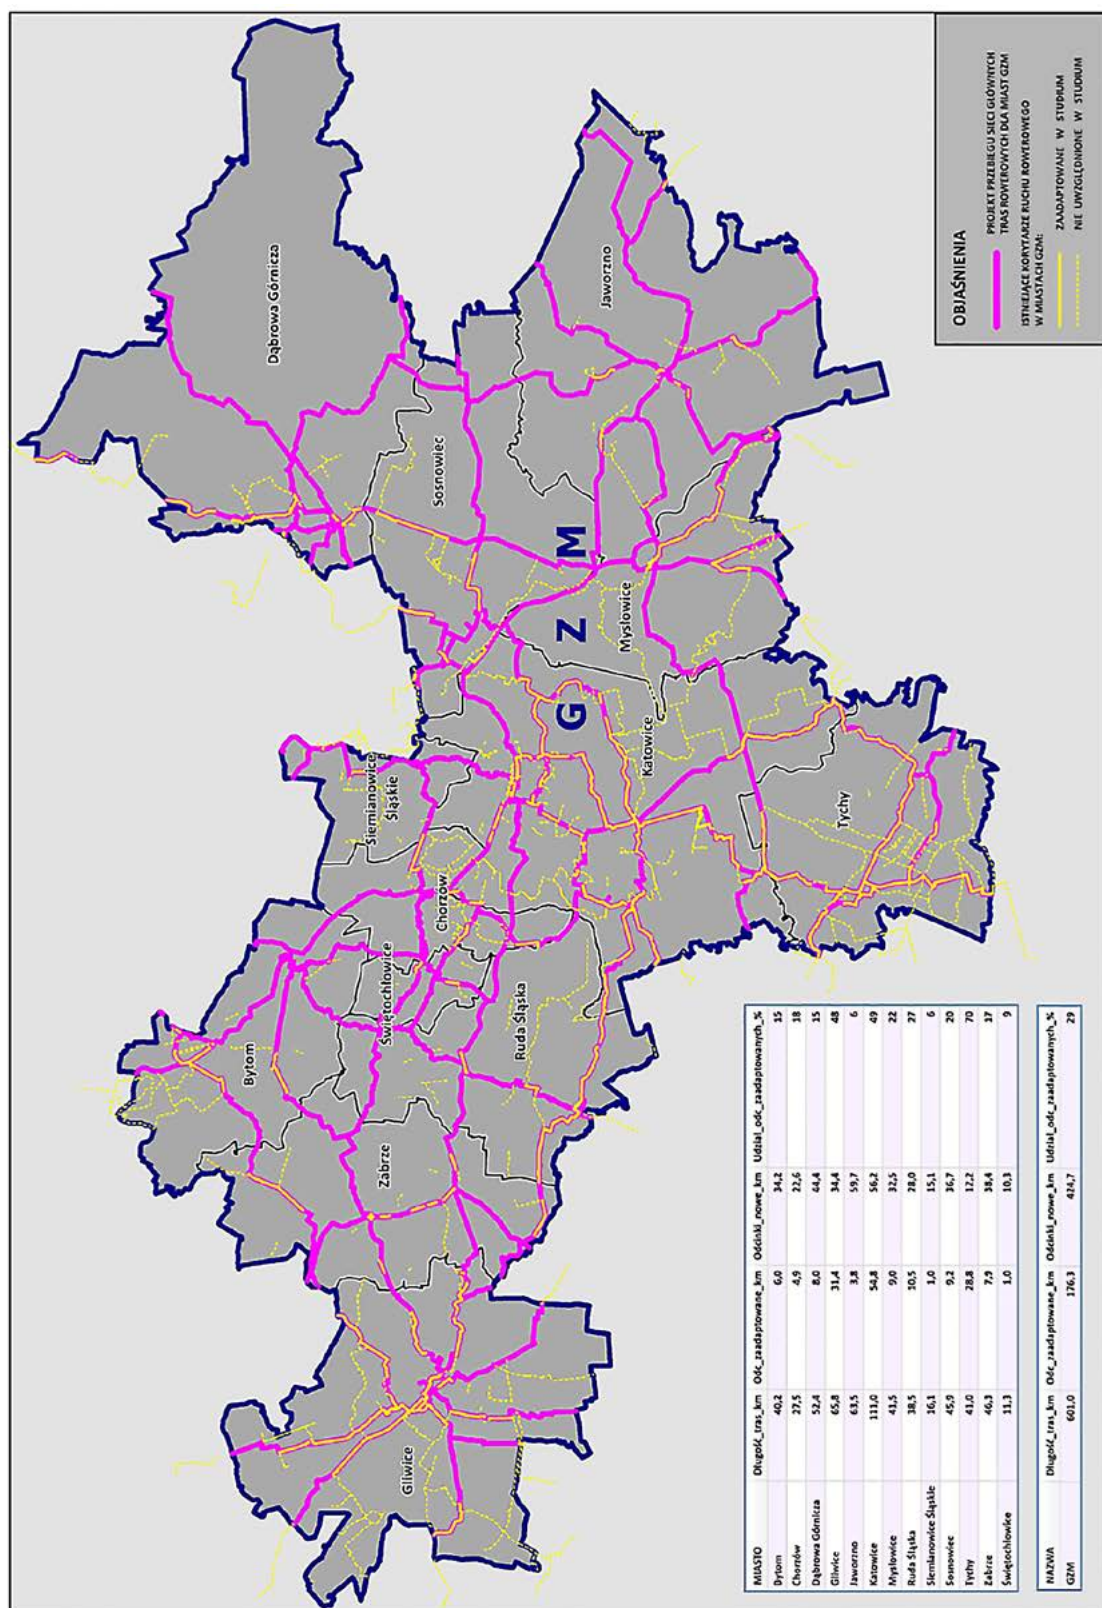 OBJAŚNIENIA
PROJEKT PRZEBIEGU SIECI GŁÓWNYCH
TRAS ROWEROWYCH DLA MIAST GZM
ISTNIEJĄCE KORYTARZE RUCHU ROWEROWEGO
W MIASTACH GZM:
ZAADAPTOWANE W STUDIUM
NIE UWZGLĘDNIONE W STUDIUM
Dąbrowa Górnicza
Sosnowiec
Jaworzno
Siemianowice
Śląskie
Bytom
Chorzów
Świętochłowice
Zabrze
Ruda Śląska
Gliwice
Katowice
Mysłowice
Tychy
G Z M
MIASTO Długość_tras_km Odc_zaadaptowane_km Odcinki_nowe_km Udzial_odc_zaadaptowanych_%
Bytom 40,2 6,0 34,2 15
Chorzów 27,5 4,9 22,6 18
Dąbrowa Górnicza 52,4 8,0 44,4 15
Gliwice 65,8 31,4 34,4 48
Jaworzno 63,5 3,8 59,7 6
Katowice 111,0 54,8 56,2 49
Mysłowice 41,5 9,0 32,5 22
Ruda Śląska 38,5 10,5 28,0 27
Siemianowice Śląskie 16,1 1,0 15,1 6
Sosnowiec 45,9 9,2 36,7 20
Tychy 41,0 28,8 12,2 70
Zabrze 46,3 7,9 38,4 17
Świętochłowice 11,3 1,0 10,3 9
NAZWA Długość_tras_km Odc_zaadaptowane_km Odcinki_nowe_km Udzial_odc_zaadaptowanych_%
GZM 601,0 176,3 424,7 29